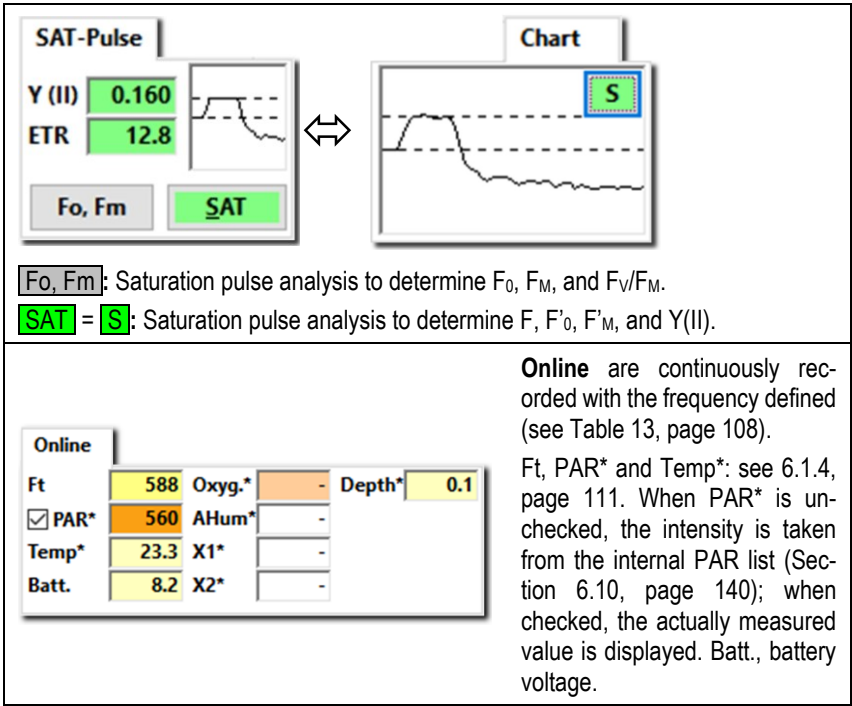 SAT-Pulse
Y (II) 0.160
ETR 12.8
Fo, Fm SAT
Chart
S
Fo, Fm : Saturation pulse analysis to determine F₀, Fᴍ, and Fᴠ/Fᴍ.
SAT = S : Saturation pulse analysis to determine F, F’₀, F’ᴍ, and Y(II).
Online
Ft 588 Oxyg.* - Depth* 0.1
PAR* 560 AHum* -
Temp* 23.3 X1* -
Batt. 8.2 X2* -
Online are continuously rec-
orded with the frequency defined
(see Table 13, page 108).
Ft, PAR* and Temp*: see 6.1.4,
page 111. When PAR* is un-
checked, the intensity is taken
from the internal PAR list (Sec-
tion 6.10, page 140); when
checked, the actually measured
value is displayed. Batt., battery
voltage.